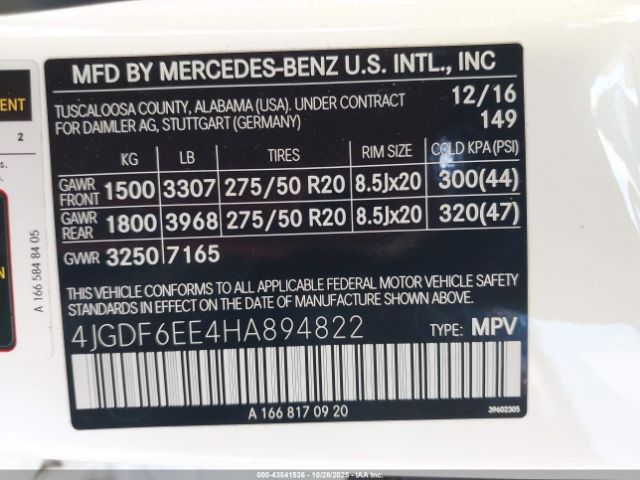 MFD BY MERCEDES-BENZ U.S. INTL., INC
TUSCALOOSA COUNTY, ALABAMA (USA). UNDER CONTRACT 12/16
FOR DAIMLER AG, STUTTGART (GERMANY) 149
KG LB TIRES RIM SIZE COLD KPA (PSI)
GAWR FRONT 1500 3307 275/50 R20 8.5Jx20 300(44)
GAWR REAR 1800 3968 275/50 R20 8.5Jx20 320(47)
GVWR 3250 7165
THIS VEHICLE CONFORMS TO ALL APPLICABLE FEDERAL MOTOR VEHICLE SAFETY
STANDARDS IN EFFECT ON THE DATE OF MANUFACTURE SHOWN ABOVE.
4JGDF6EE4HA894822 TYPE: MPV
A 166 817 09 20
39602305
ENT
2
s.
n.
N
A 166 584 84 05
000-43541536 - 10/28/2025 - IAA Inc.